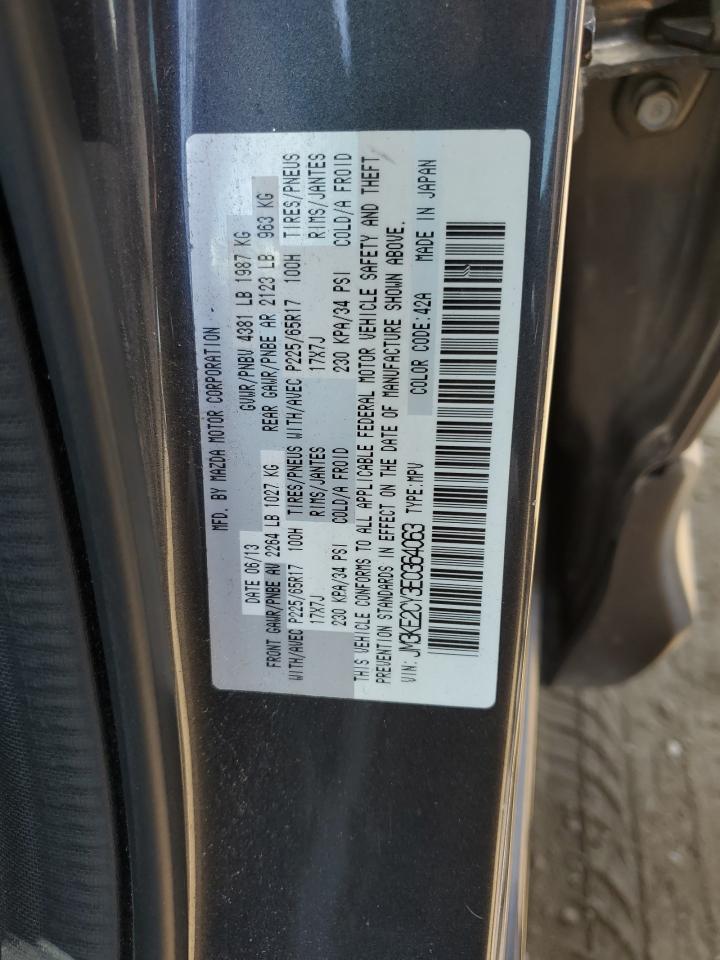 MFD. BY MAZDA MOTOR CORPORATION
DATE 06/13 GVWR/PNBV 4381 LB 1987 KG
FRONT GAWR/PNBE AV 2264 LB 1027 KG REAR GAWR/PNBE AR 2123 LB 963 KG
WITH/AVEC P225/65R17 100H TIRES/PNEUS WITH/AVEC P225/65R17 100H TIRES/PNEUS
17X7J RIMS/JANTES 17X7J RIMS/JANTES
230 KPA/34 PSI COLD/A FROID 230 KPA/34 PSI COLD/A FROID
THIS VEHICLE CONFORMS TO ALL APPLICABLE FEDERAL MOTOR VEHICLE SAFETY AND THEFT
PREVENTION STANDARDS IN EFFECT ON THE DATE OF MANUFACTURE SHOWN ABOVE.
VIN: JM3KE2CY3E0364063 TYPE:MPV COLOR CODE:42A MADE IN JAPAN